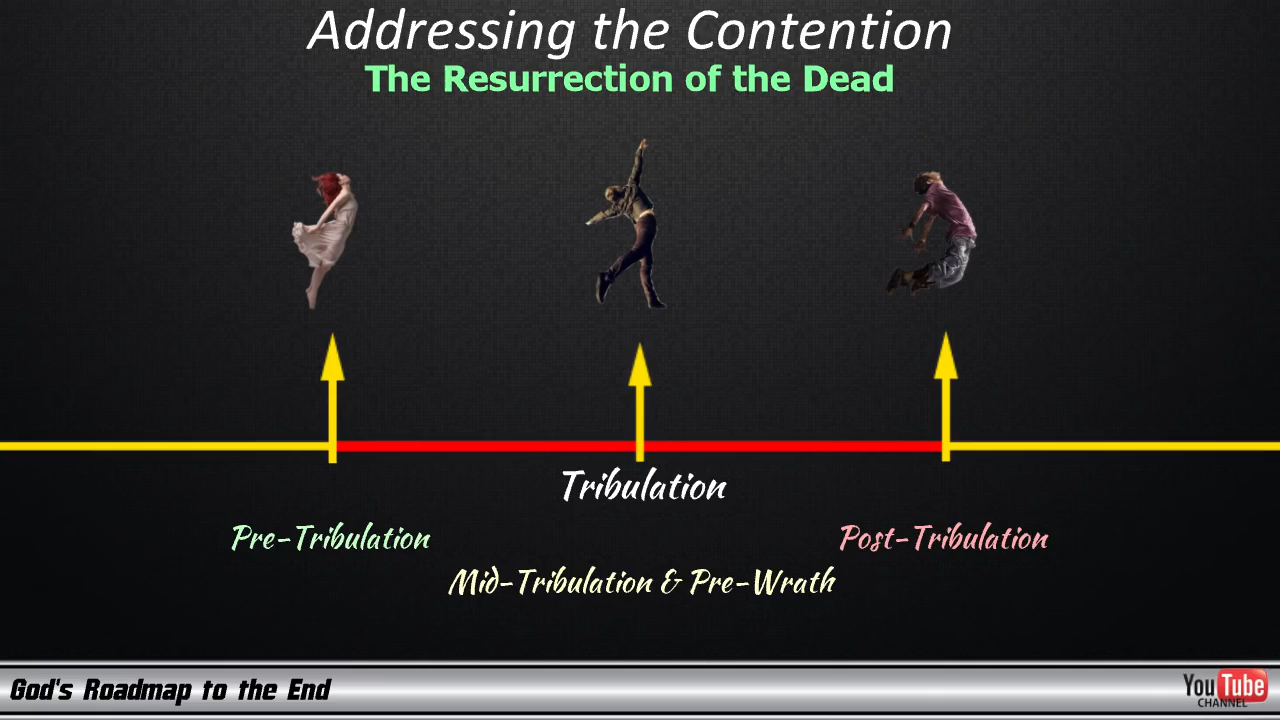 Addressing the Contention
The Resurrection of the Dead
Tribulation
Pre-Tribulation
Post-Tribulation
Mid-Tribulation & Pre-Wrath
God's Roadmap to the End
YouTube
CHANNEL